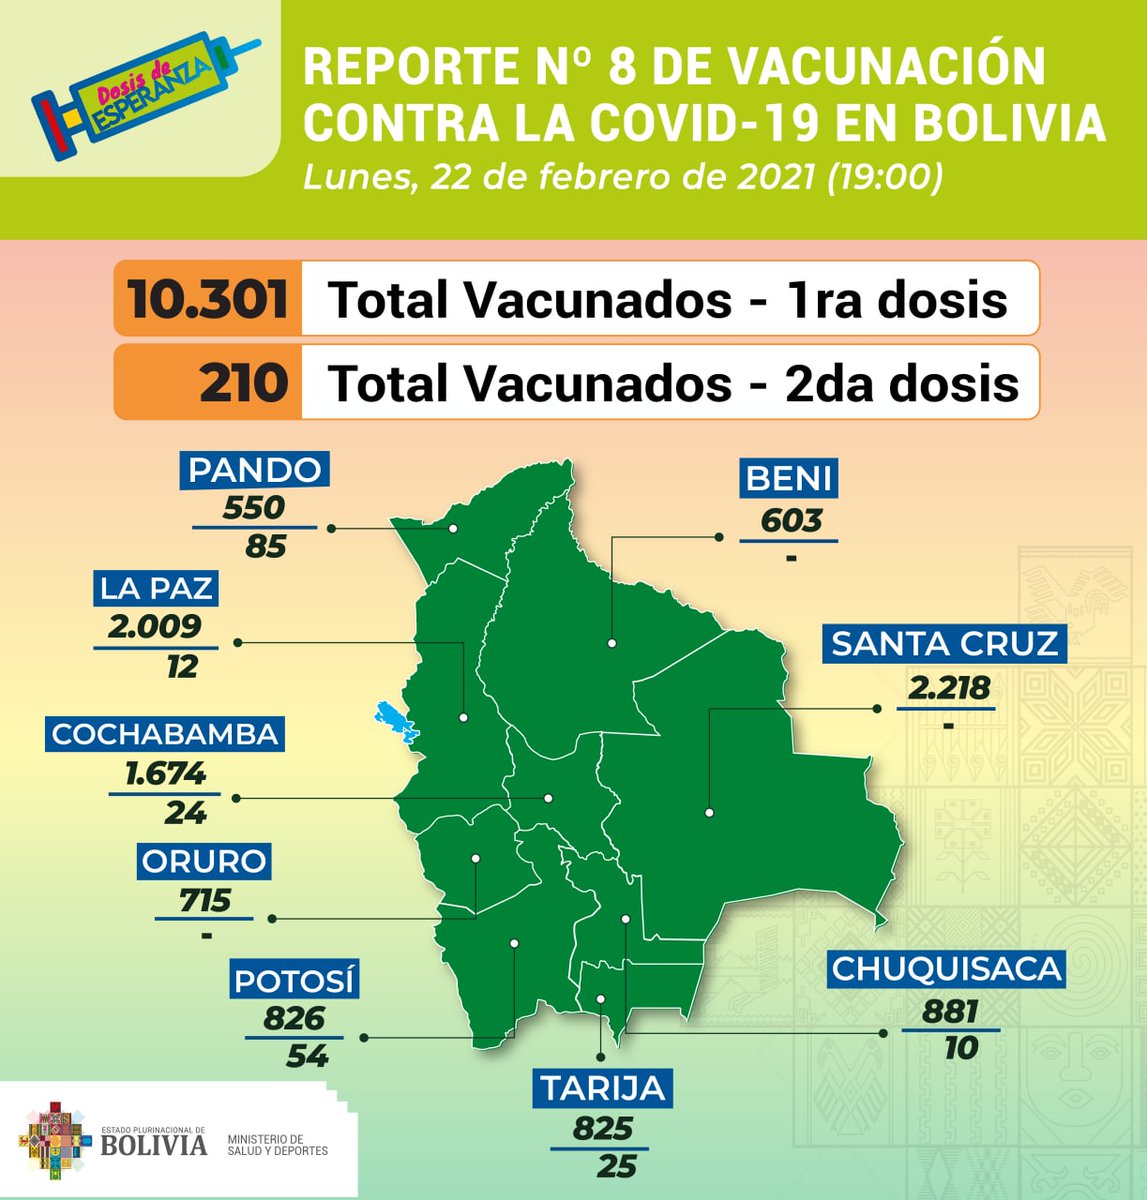 Dosis de
ESPERANZA
REPORTE Nº 8 DE VACUNACIÓN
CONTRA LA COVID-19 EN BOLIVIA
Lunes, 22 de febrero de 2021 (19:00)
10.301 Total Vacunados - 1ra dosis
210 Total Vacunados - 2da dosis
PANDO
550
85
BENI
603
-
LA PAZ
2.009
12
SANTA CRUZ
2.218
-
COCHABAMBA
1.674
24
ORURO
715
-
POTOSÍ
826
54
CHUQUISACA
881
10
TARIJA
825
25
ESTADO PLURINACIONAL DE
BOLIVIA
MINISTERIO DE
SALUD Y DEPORTES